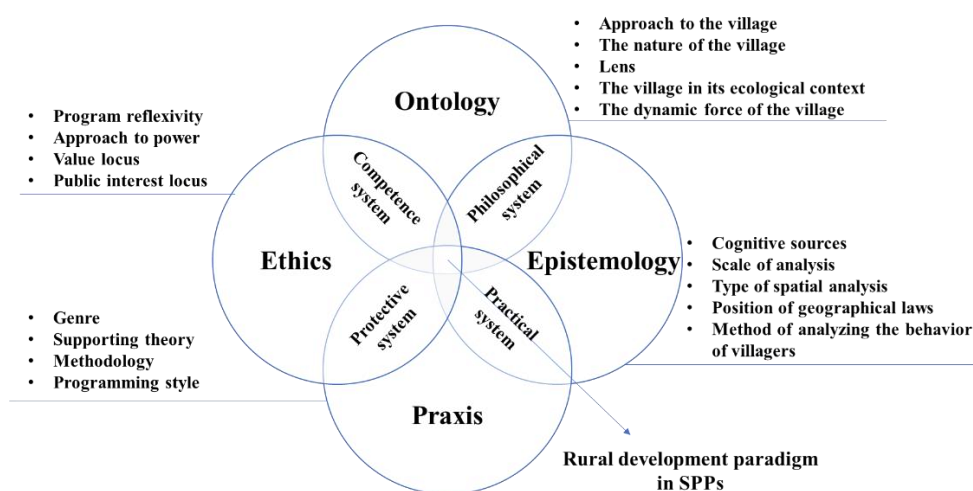 • Approach to the village
• The nature of the village
• Lens
• The village in its ecological context
• The dynamic force of the village
Ontology
• Program reflexivity
• Approach to power
• Value locus
• Public interest locus
Competence
system
Philosophical
system
Ethics
Epistemology
• Cognitive sources
• Scale of analysis
• Type of spatial analysis
• Position of geographical laws
• Method of analyzing the behavior
of villagers
Protective
system
Practical
system
• Genre
• Supporting theory
• Methodology
• Programming style
Praxis
Rural development paradigm
in SPPs